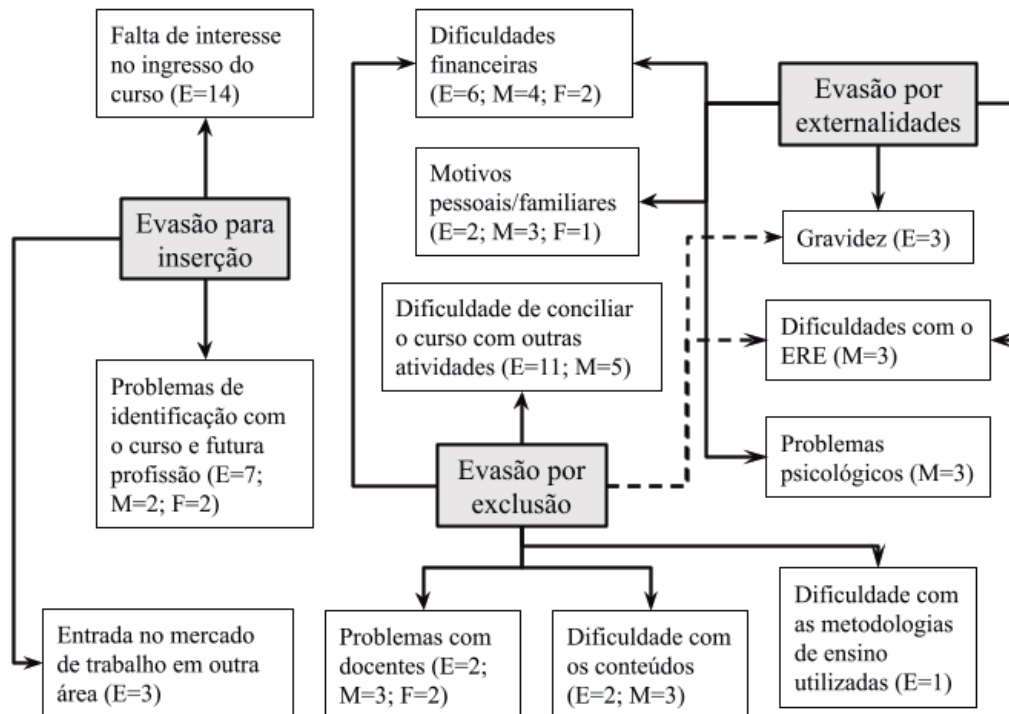 Falta de interesse
no ingresso do
curso (E=14)
Dificuldades
financeiras
(E=6; M=4; F=2)
Evasão por
externalidades
Motivos
pessoais/familiares
(E=2; M=3; F=1)
Evasão para
inserção
Gravidez (E=3)
Dificuldade de conciliar
o curso com outras
atividades (E=11; M=5)
Dificuldades com o
ERE (M=3)
Problemas de
identificação com
o curso e futura
profissão (E=7;
M=2; F=2)
Evasão por
exclusão
Problemas
psicológicos (M=3)
Entrada no mercado
de trabalho em outra
área (E=3)
Problemas com
docentes (E=2;
M=3; F=2)
Dificuldade com
os conteúdos
(E=2; M=3)
Dificuldade com
as metodologias
de ensino
utilizadas (E=1)